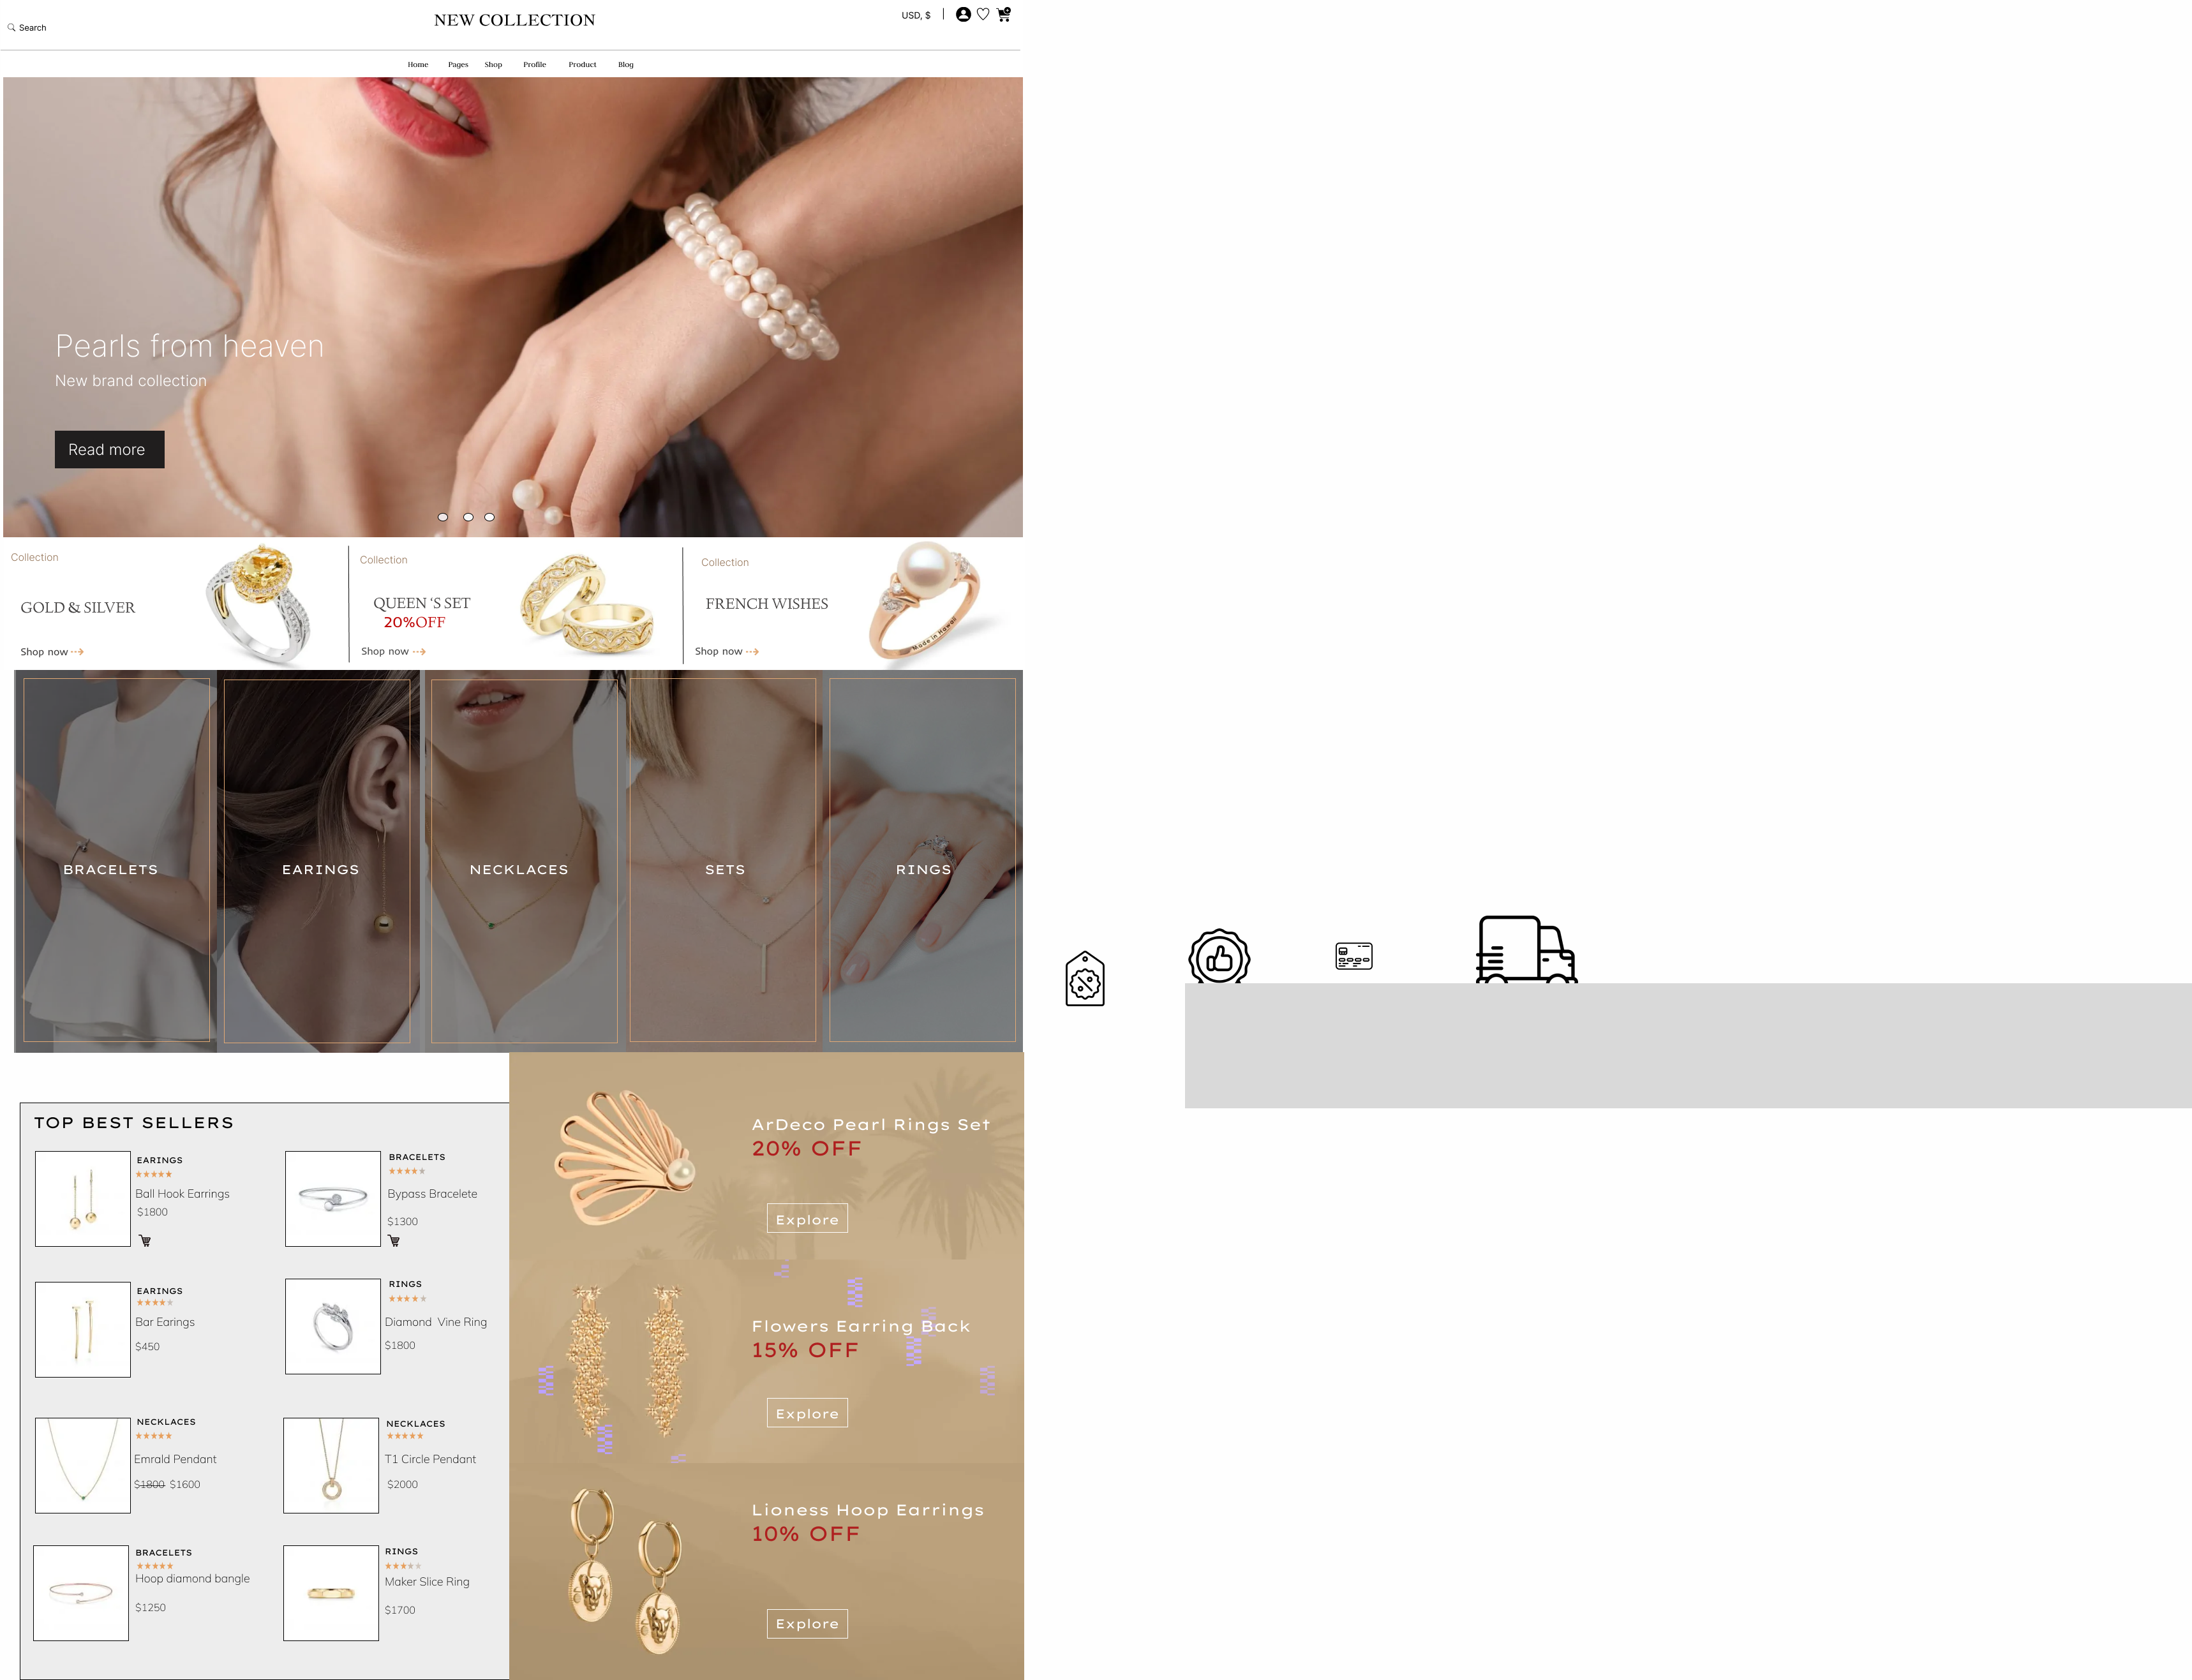 Search
NEW COLLECTION
USD, $
Home Pages Shop Profile Product Blog
Pearls from heaven
New brand collection
Read more
Collection
GOLD & SILVER
Shop now
Collection
QUEEN ‘S SET
20%OFF
Shop now
Collection
FRENCH WISHES
Shop now
Made in Hawaii
BRACELETS
EARINGS
NECKLACES
SETS
RINGS
TOP BEST SELLERS
EARINGS
Ball Hook Earrings
$1800
BRACELETS
Bypass Bracelete
$1300
EARINGS
Bar Earings
$450
RINGS
Diamond Vine Ring
$1800
NECKLACES
Emrald Pendant
$1800 $1600
NECKLACES
T1 Circle Pendant
$2000
BRACELETS
Hoop diamond bangle
$1250
RINGS
Maker Slice Ring
$1700
ArDeco Pearl Rings Set
20% OFF
Explore
Flowers Earring Back
15% OFF
Explore
Lioness Hoop Earrings
10% OFF
Explore